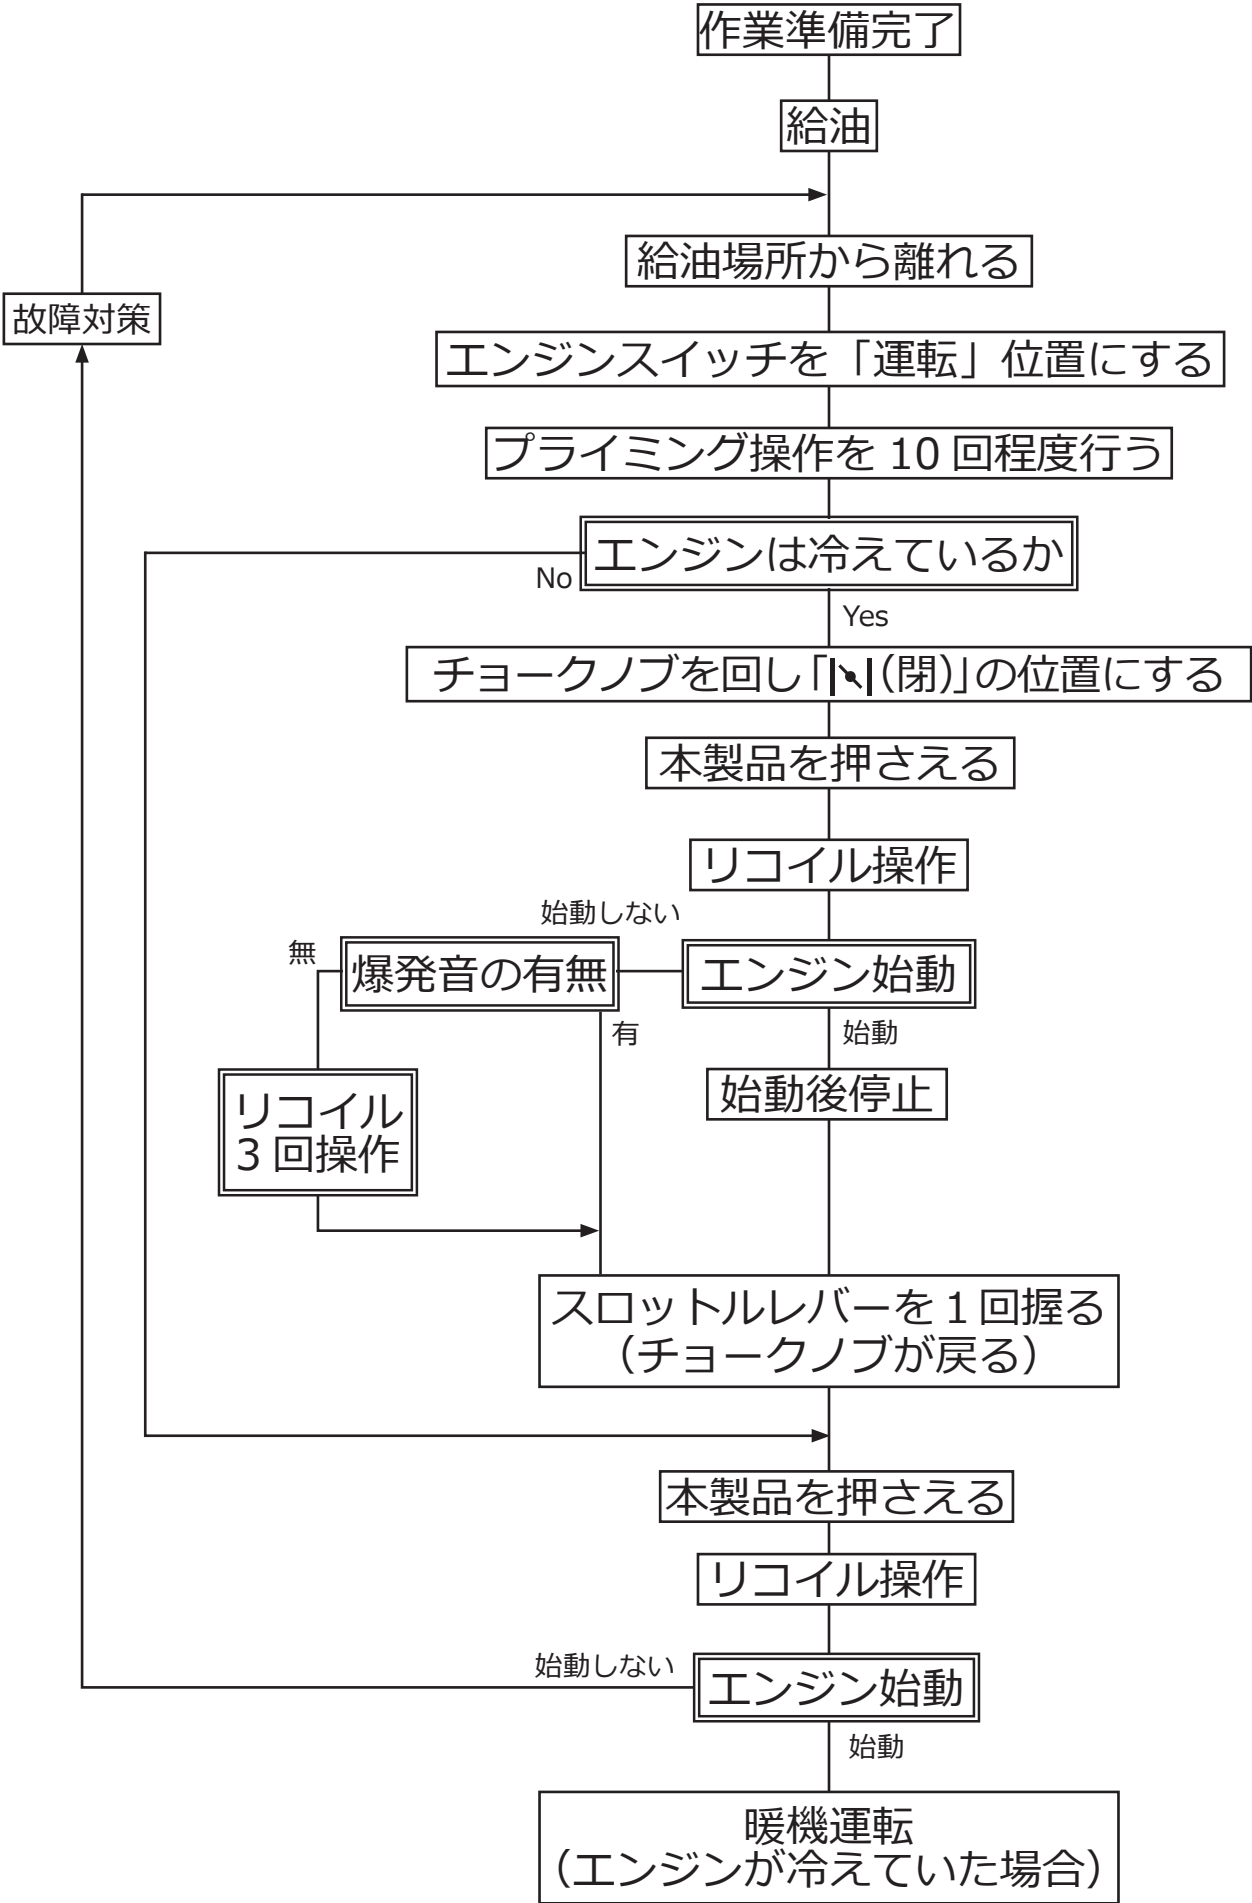 作業準備完了
給油
給油場所から離れる
故障対策
エンジンスイッチを「運転」位置にする
プライミング操作を 10 回程度行う
エンジンは冷えているか
No
Yes
チョークノブを回し「(閉)」の位置にする
本製品を押さえる
リコイル操作
始動しない
無
爆発音の有無
エンジン始動
有
始動
始動後停止
リコイル
3 回操作
スロットルレバーを 1 回握る
（チョークノブが戻る）
本製品を押さえる
リコイル操作
始動しない
エンジン始動
始動
暖機運転
（エンジンが冷えていた場合）